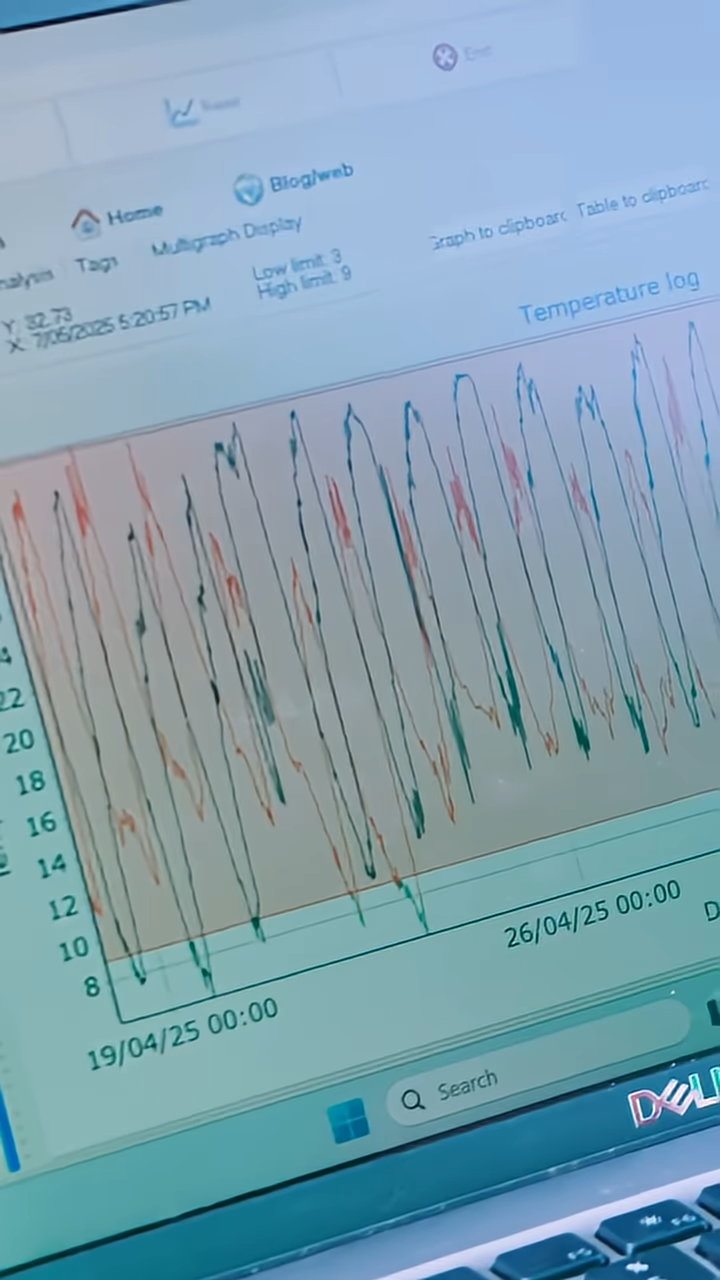 Home
Blog/web
Tags
Multigraph Display
Low limit: 3
High limit: 9
Graph to clipboard
Table to clipboard
Y: 32.73
X: 7/05/2025 5:20:57 PM
Temperature log
22
20
18
16
14
12
10
8
19/04/25 00:00
26/04/25 00:00
Search
DELL